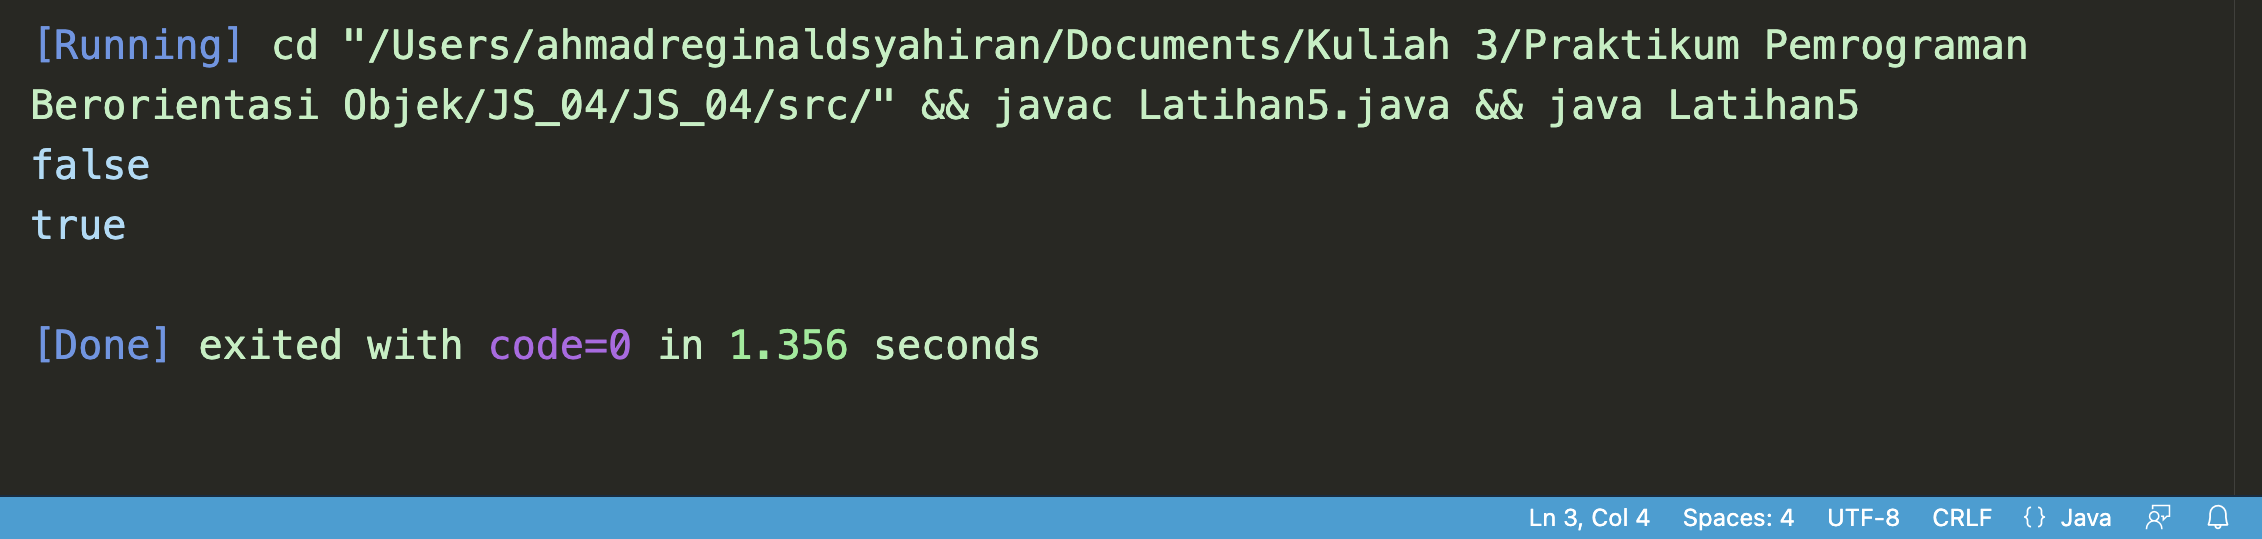 [Running] cd "/Users/ahmadreginaldsyahiran/Documents/Kuliah 3/Praktikum Pemrograman
Berorientasi Objek/JS_04/JS_04/src/" && javac Latihan5.java && java Latihan5
false
true
[Done] exited with code=0 in 1.356 seconds
Ln 3, Col 4 Spaces: 4 UTF-8 CRLF {} Java